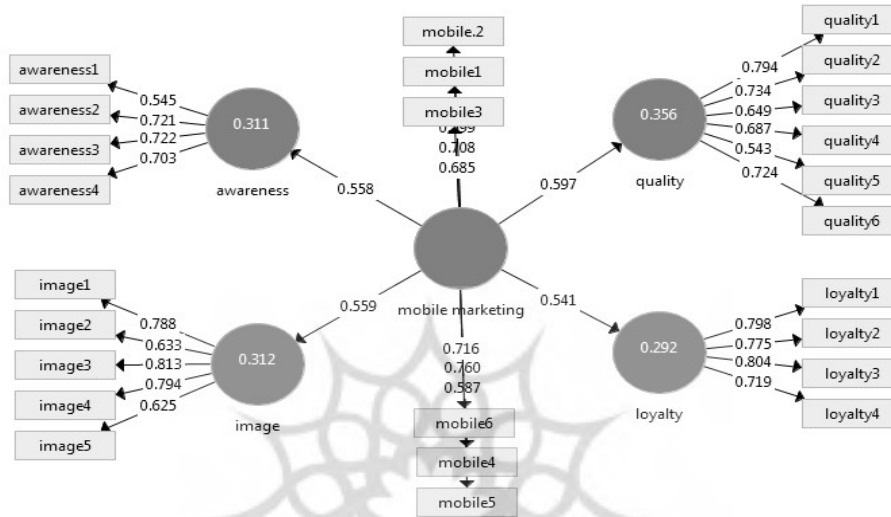 mobile.2
mobile1
mobile3
0.708
0.685
awareness1
awareness2
awareness3
awareness4
0.545
0.721
0.722
0.703
0.311
awareness
0.558
quality1
quality2
quality3
quality4
quality5
quality6
0.794
0.734
0.649
0.687
0.543
0.724
0.356
quality
0.597
mobile marketing
image1
image2
image3
image4
image5
0.788
0.633
0.813
0.794
0.625
0.312
image
0.559
loyalty1
loyalty2
loyalty3
loyalty4
0.798
0.775
0.804
0.719
0.292
loyalty
0.541
0.716
0.760
0.587
mobile6
mobile4
mobile5